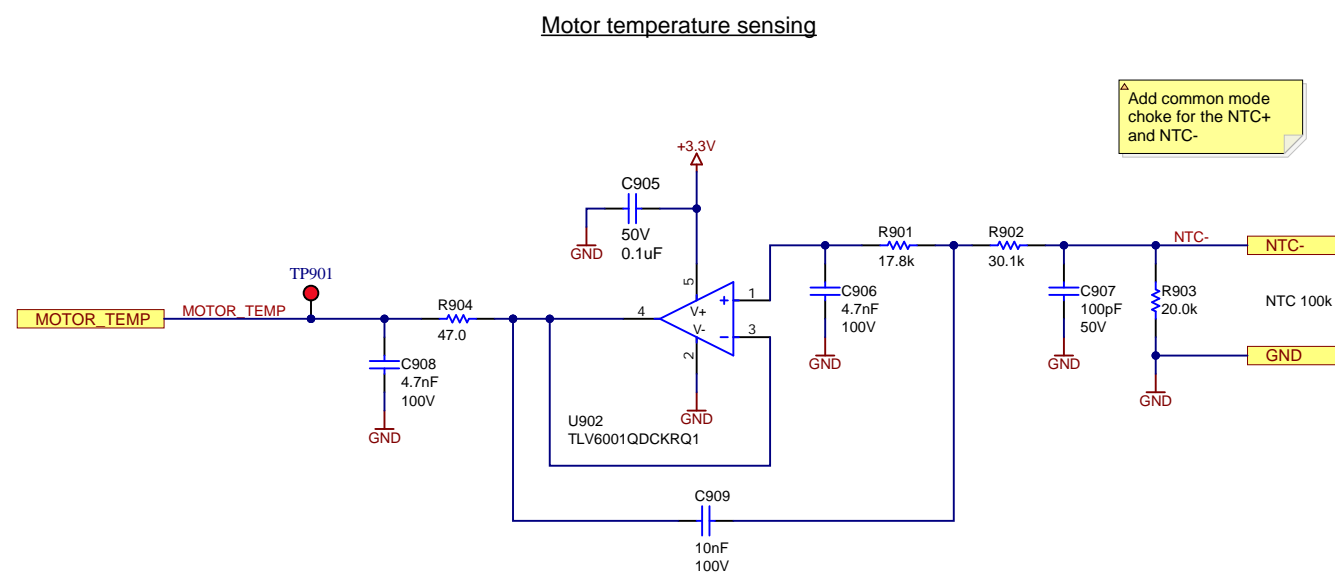 Motor temperature sensing
Add common mode
choke for the NTC+
and NTC-
+3.3V
C905
50V
0.1uF
GND
R901
17.8k
R902
30.1k
NTC-
NTC-
TP901
MOTOR_TEMP
MOTOR_TEMP
R904
47.0
4
5
V+
V-
2
+
-
1
3
C906
4.7nF
100V
GND
C907
100pF
50V
GND
R903
20.0k
NTC 100k
GND
GND
C908
4.7nF
100V
GND
GND
U902
TLV6001QDCKRQ1
C909
10nF
100V